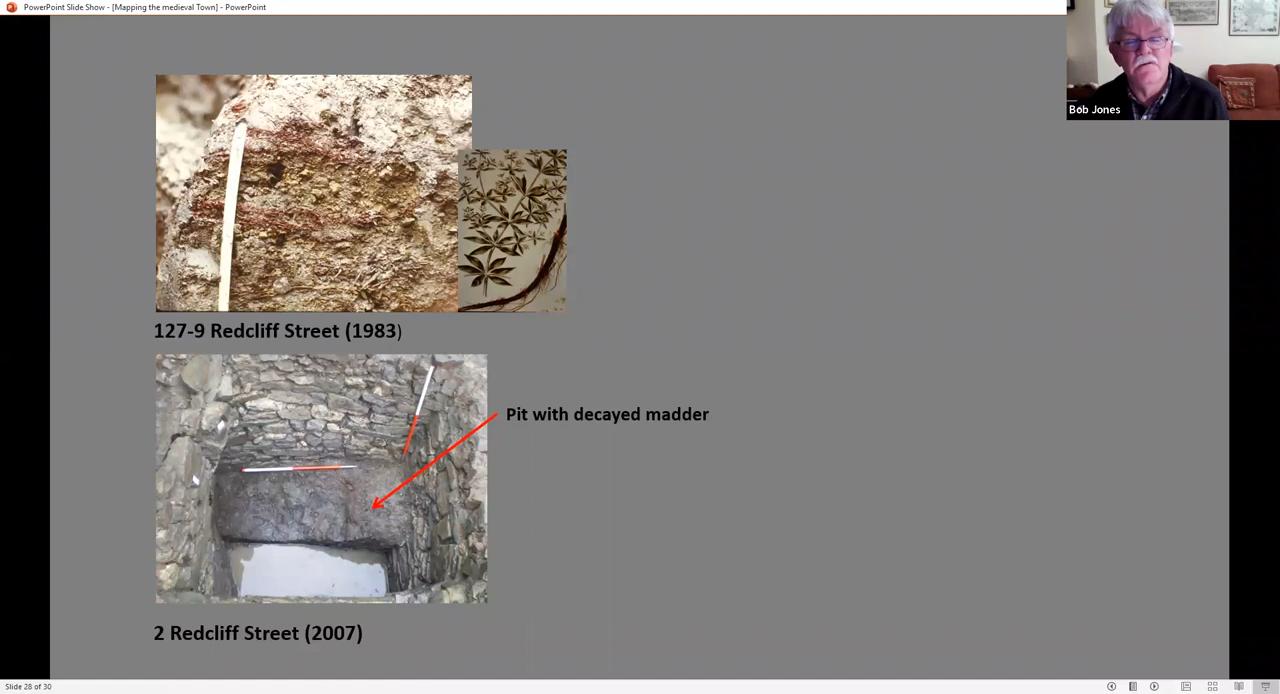 PowerPoint Slide Show - [Mapping the medieval Town] - PowerPoint
Bob Jones
127-9 Redcliff Street (1983)
Pit with decayed madder
2 Redcliff Street (2007)
Slide 28 of 30